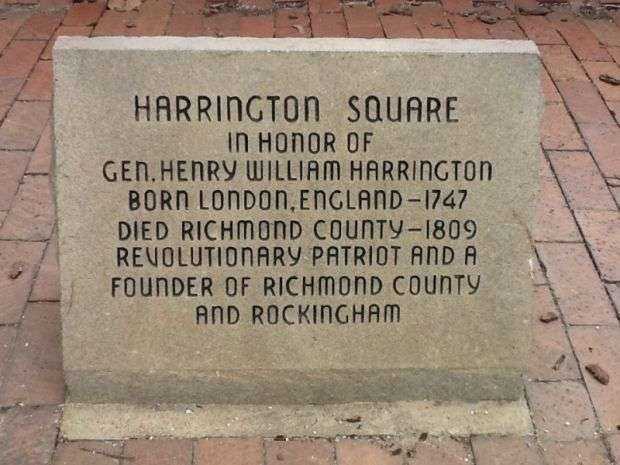 HARRINGTON SQUARE
IN HONOR OF
GEN. HENRY WILLIAM HARRINGTON
BORN LONDON, ENGLAND-1747
DIED RICHMOND COUNTY-1809
REVOLUTIONARY PATRIOT AND A
FOUNDER OF RICHMOND COUNTY
AND ROCKINGHAM